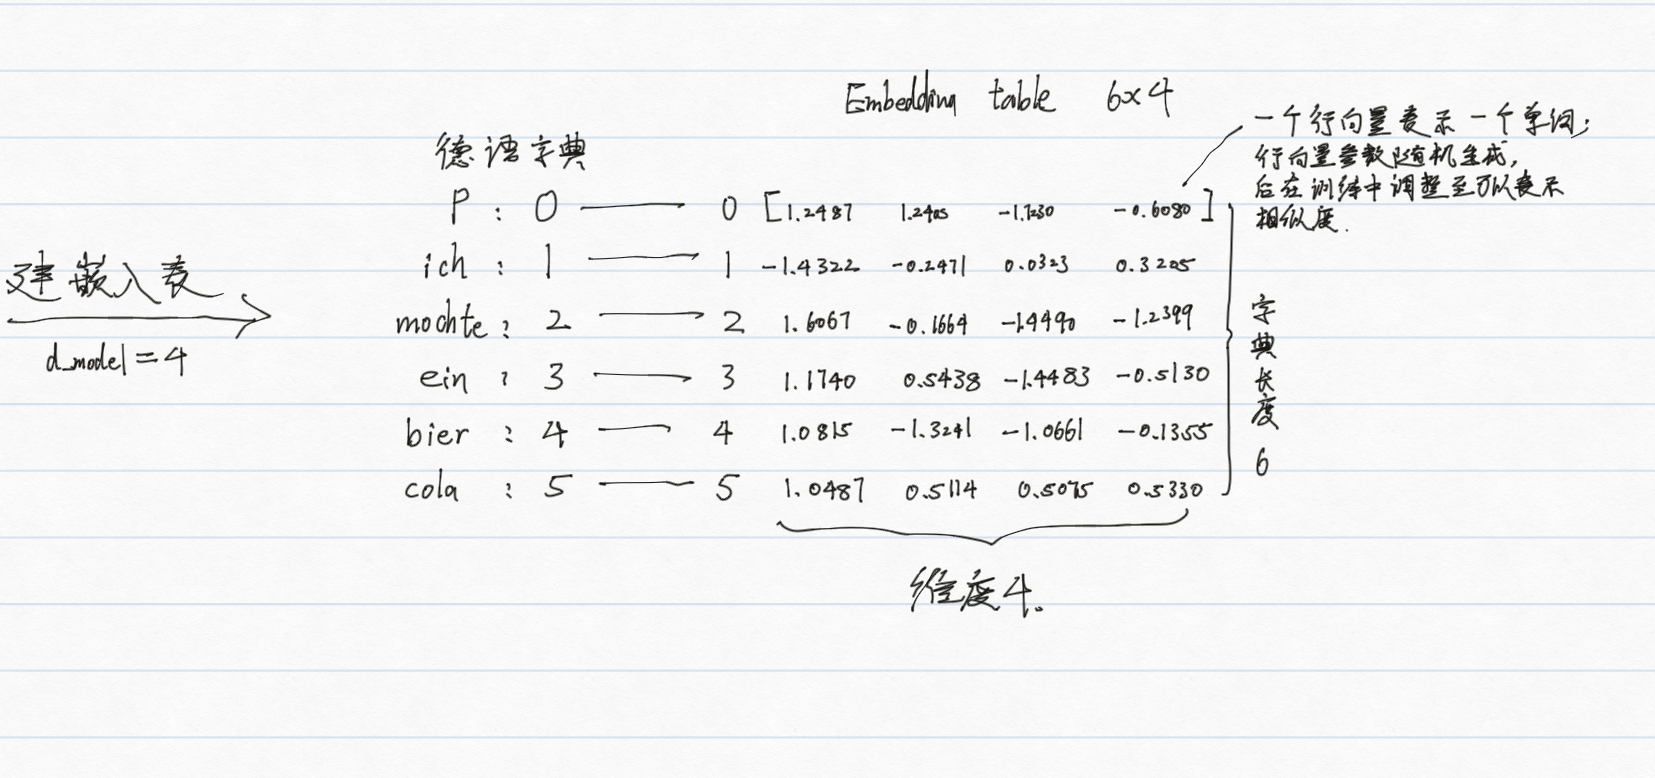 Embedding table 6×4
一个行向量表示一个单词;
行向量参数随机生成,
后在训练中调整至可以表示
相似度.
德语字典
P : 0 —— 0 [1.2487 1.2405 -1.1230 -0.6080]
ich : 1 —— 1 -1.4322 -0.2471 0.0323 0.3205
mochte : 2 —— 2 1.6067 -0.1664 -1.4490 -1.2399
ein : 3 —— 3 1.1740 0.5438 -1.4483 -0.5130
bier : 4 —— 4 1.0815 -1.3241 -1.0661 -0.1355
cola : 5 —— 5 1.0487 0.5114 0.5075 0.5330
建嵌入表
d_model = 4
字典长度6
维度4.